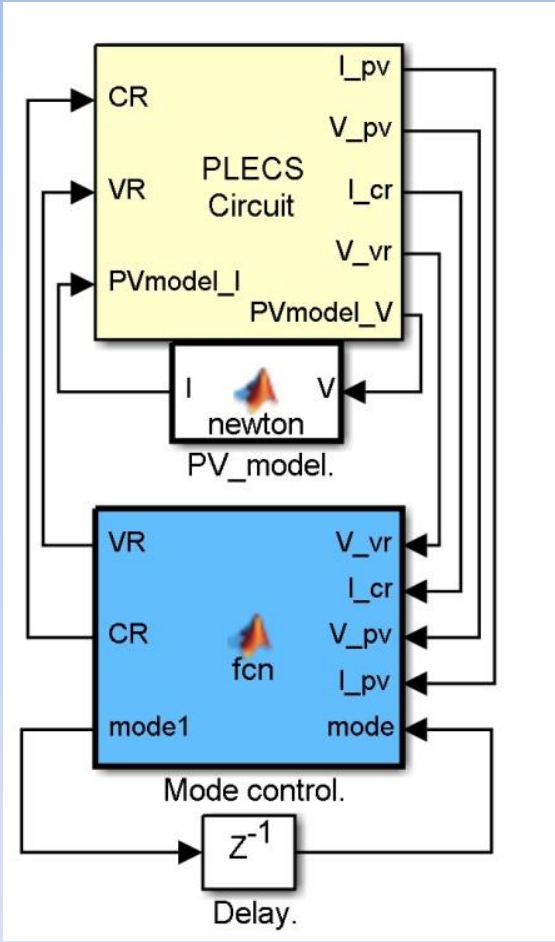 I_pv
CR
V_pv
PLECS
Circuit
VR
I_cr
V_vr
PVmodel_I
PVmodel_V
I
V
newton
PV_model.
VR
V_vr
I_cr
CR
V_pv
fcn
I_pv
mode1
mode
Mode control.
Z-1
Delay.